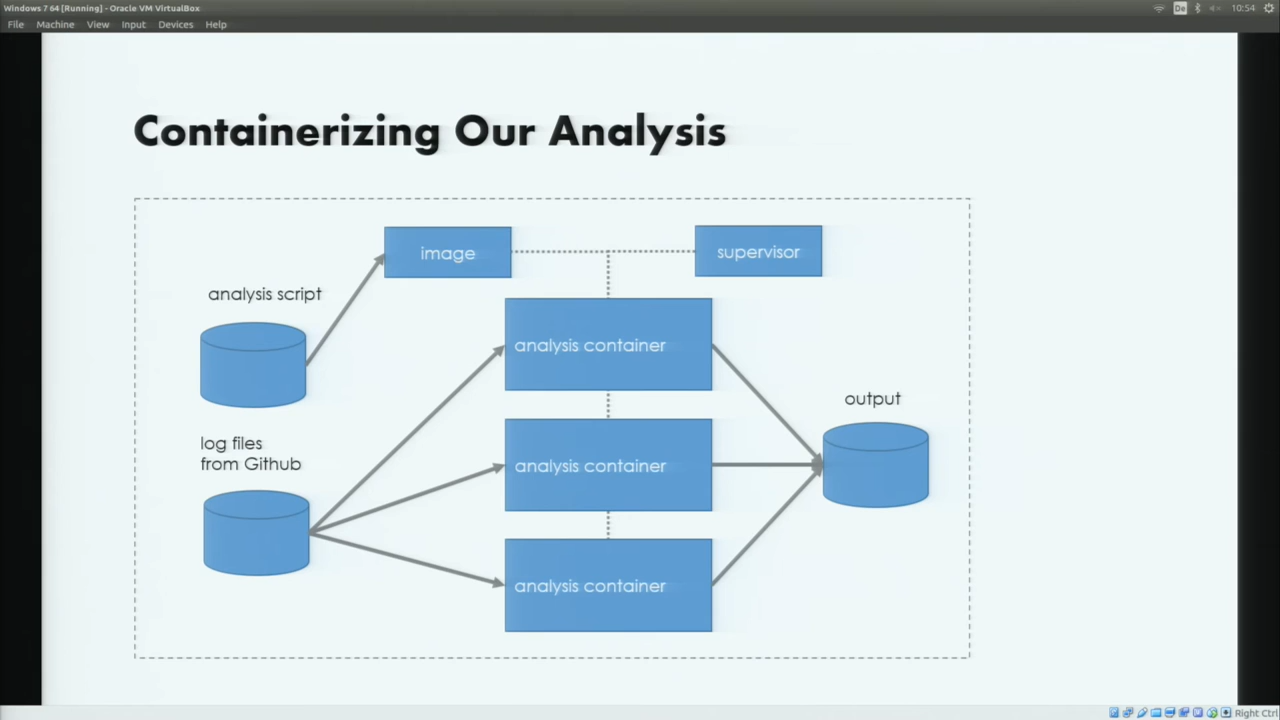 Windows 7 64 [Running] - Oracle VM VirtualBox
De
10:54
File Machine View Input Devices Help
Containerizing Our Analysis
image
supervisor
analysis script
analysis container
output
log files
from Github
analysis container
analysis container
Right Ctrl